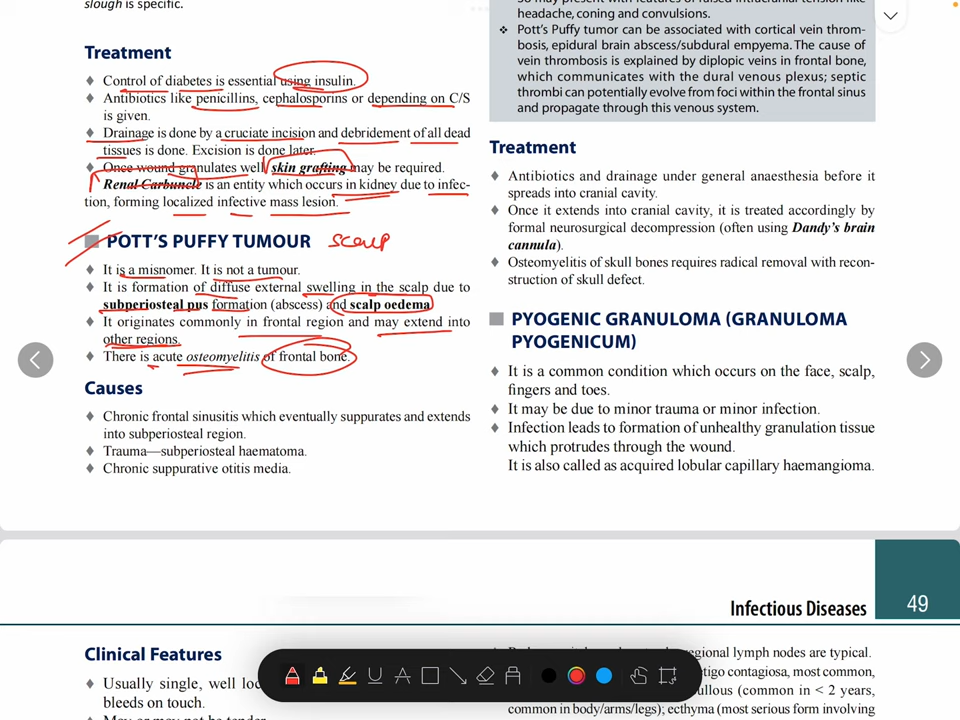 slough is specific.
Treatment
Control of diabetes is essential using insulin.
Antibiotics like penicillins, cephalosporins or depending on C/S
is given.
Drainage is done by a cruciate incision and debridement of all dead
tissues is done. Excision is done later.
Once wound granulates well, skin grafting may be required.
Renal Carbuncle is an entity which occurs in kidney due to infec-
tion, forming localized infective mass lesion.
POTT'S PUFFY TUMOUR scalp
It is a misnomer. It is not a tumour.
It is formation of diffuse external swelling in the scalp due to
subperiosteal pus formation (abscess) and scalp oedema.
It originates commonly in frontal region and may extend into
other regions.
There is acute osteomyelitis of frontal bone.
Causes
Chronic frontal sinusitis which eventually suppurates and extends
into subperiosteal region.
Trauma—subperiosteal haematoma.
Chronic suppurative otitis media.
so may present with features of raised intracranial tension like
headache, coning and convulsions.
Pott's Puffy tumor can be associated with cortical vein throm-
bosis, epidural brain abscess/subdural empyema. The cause of
vein thrombosis is explained by diplopic veins in frontal bone,
which communicates with the dural venous plexus; septic
thrombi can potentially evolve from foci within the frontal sinus
and propagate through this venous system.
Treatment
Antibiotics and drainage under general anaesthesia before it
spreads into cranial cavity.
Once it extends into cranial cavity, it is treated accordingly by
formal neurosurgical decompression (often using Dandy's brain
cannula).
Osteomyelitis of skull bones requires radical removal with recon-
struction of skull defect.
PYOGENIC GRANULOMA (GRANULOMA
PYOGENICUM)
It is a common condition which occurs on the face, scalp,
fingers and toes.
It may be due to minor trauma or minor infection.
Infection leads to formation of unhealthy granulation tissue
which protrudes through the wound.
It is also called as acquired lobular capillary haemangioma.
Infectious Diseases 49
Clinical Features
Usually single, well
bleeds on touch.
regional lymph nodes are typical.
contagiosa, most common,
(common in < 2 years,
common in body/arms/legs); ecthyma (most serious form involving